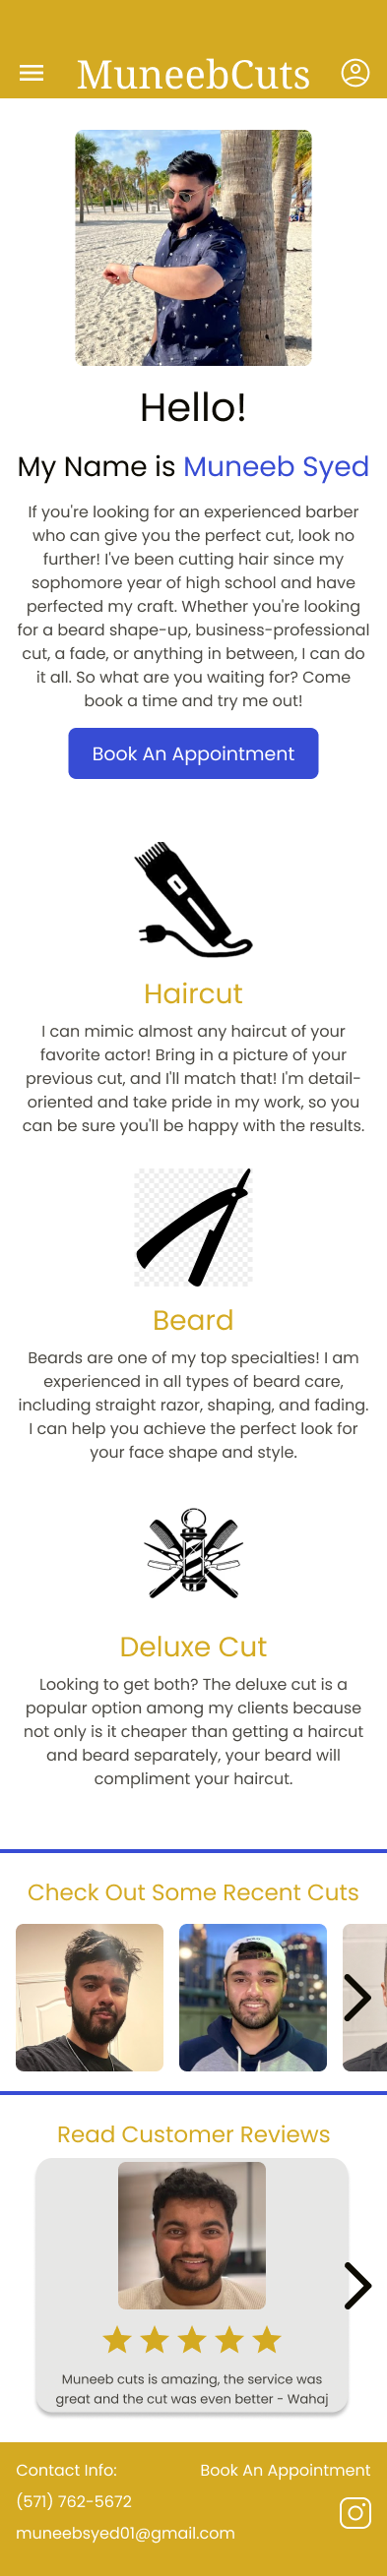 MuneebCuts
Hello!
My Name is Muneeb Syed
If you're looking for an experienced barber
who can give you the perfect cut, look no
further! I've been cutting hair since my
sophomore year of high school and have
perfected my craft. Whether you're looking
for a beard shape-up, business-professional
cut, a fade, or anything in between, I can do
it all. So what are you waiting for? Come
book a time and try me out!
Book An Appointment
Haircut
I can mimic almost any haircut of your
favorite actor! Bring in a picture of your
previous cut, and I'll match that! I'm detail-
oriented and take pride in my work, so you
can be sure you'll be happy with the results.
Beard
Beards are one of my top specialties! I am
experienced in all types of beard care,
including straight razor, shaping, and fading.
I can help you achieve the perfect look for
your face shape and style.
Deluxe Cut
Looking to get both? The deluxe cut is a
popular option among my clients because
not only is it cheaper than getting a haircut
and beard separately, your beard will
compliment your haircut.
Check Out Some Recent Cuts
Read Customer Reviews
Muneeb cuts is amazing, the service was
great and the cut was even better - Wahaj
Contact Info:
Book An Appointment
(571) 762-5672
muneebsyed01@gmail.com